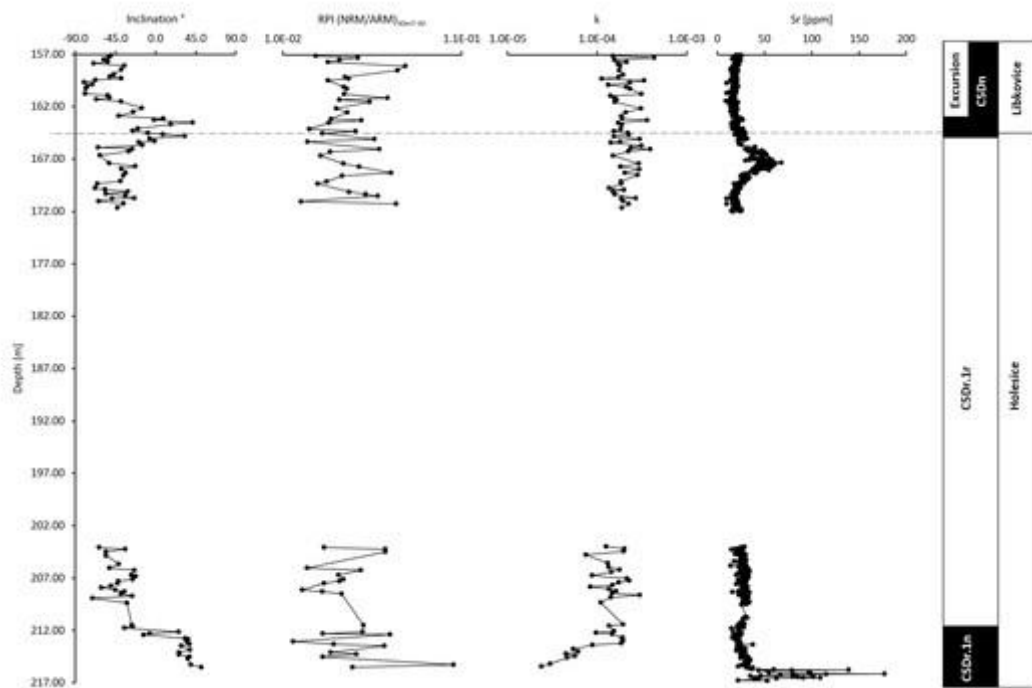 Inclination °
RPI (NRM/ARM)
k
Sr [ppm]
-90.0 -45.0 0.0 45.0 90.0
1.0E-02 1.1E-01
1.0E-05 1.0E-04 1.0E-03
0 50 100 150 200
157.00
162.00
167.00
172.00
177.00
182.00
187.00
192.00
197.00
202.00
207.00
212.00
217.00
Depth [m]
Excursion
C5Dn
Libkovice
C5Dr.1r
Holesice
C5Dr.1n